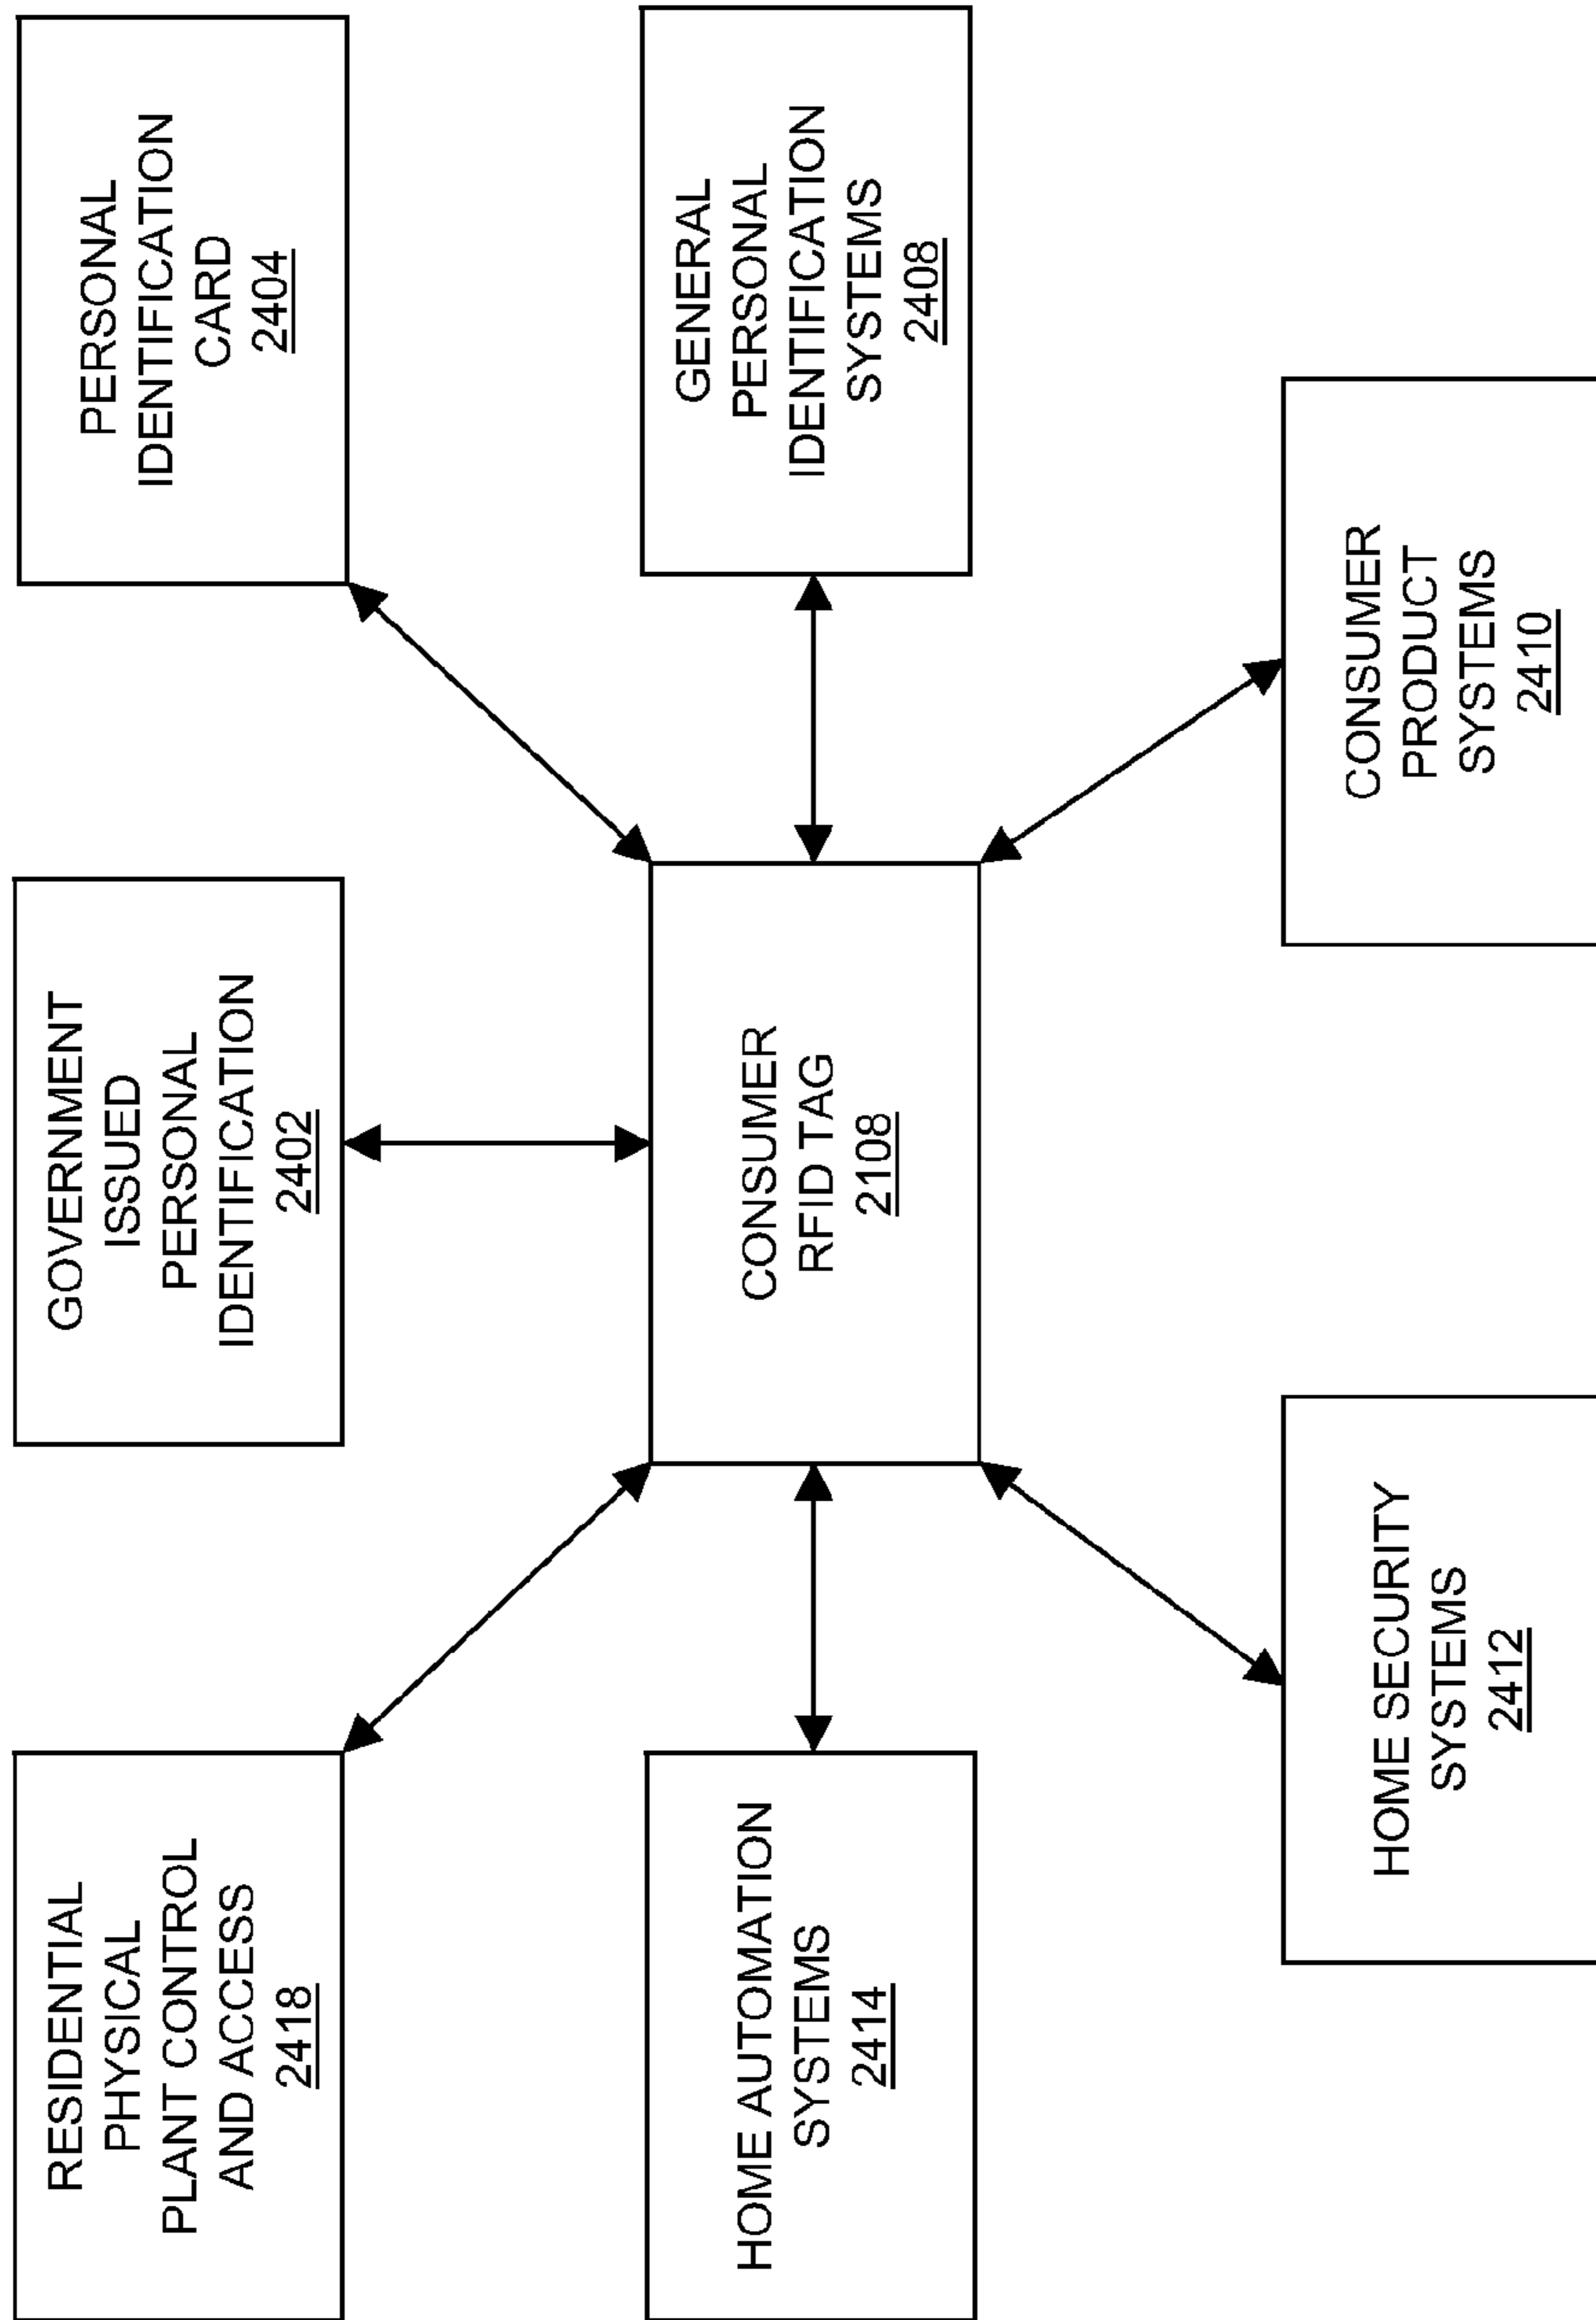 RESIDENTIAL
PHYSICAL
PLANT CONTROL
AND ACCESS
2418
GOVERNMENT
ISSUED
PERSONAL
IDENTIFICATION
2402
PERSONAL
IDENTIFICATION
CARD
2404
HOME AUTOMATION
SYSTEMS
2414
CONSUMER
RFID TAG
2108
GENERAL
PERSONAL
IDENTIFICATION
SYSTEMS
2408
HOME SECURITY
SYSTEMS
2412
CONSUMER
PRODUCT
SYSTEMS
2410